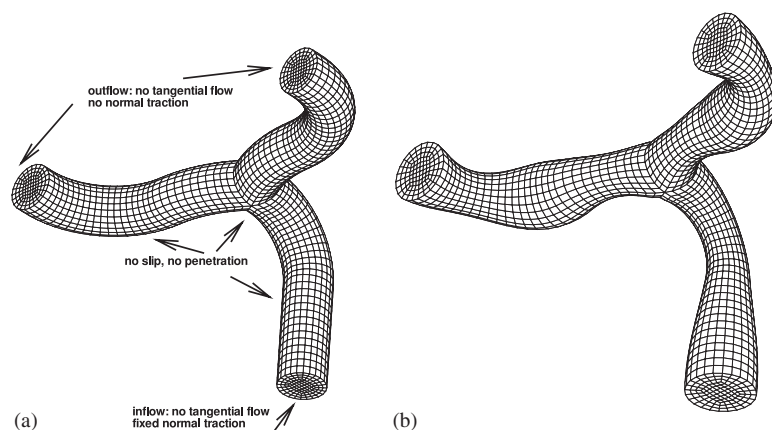 outflow: no tangential flow
no normal traction
no slip, no penetration
inflow: no tangential flow
fixed normal traction
(a)
(b)